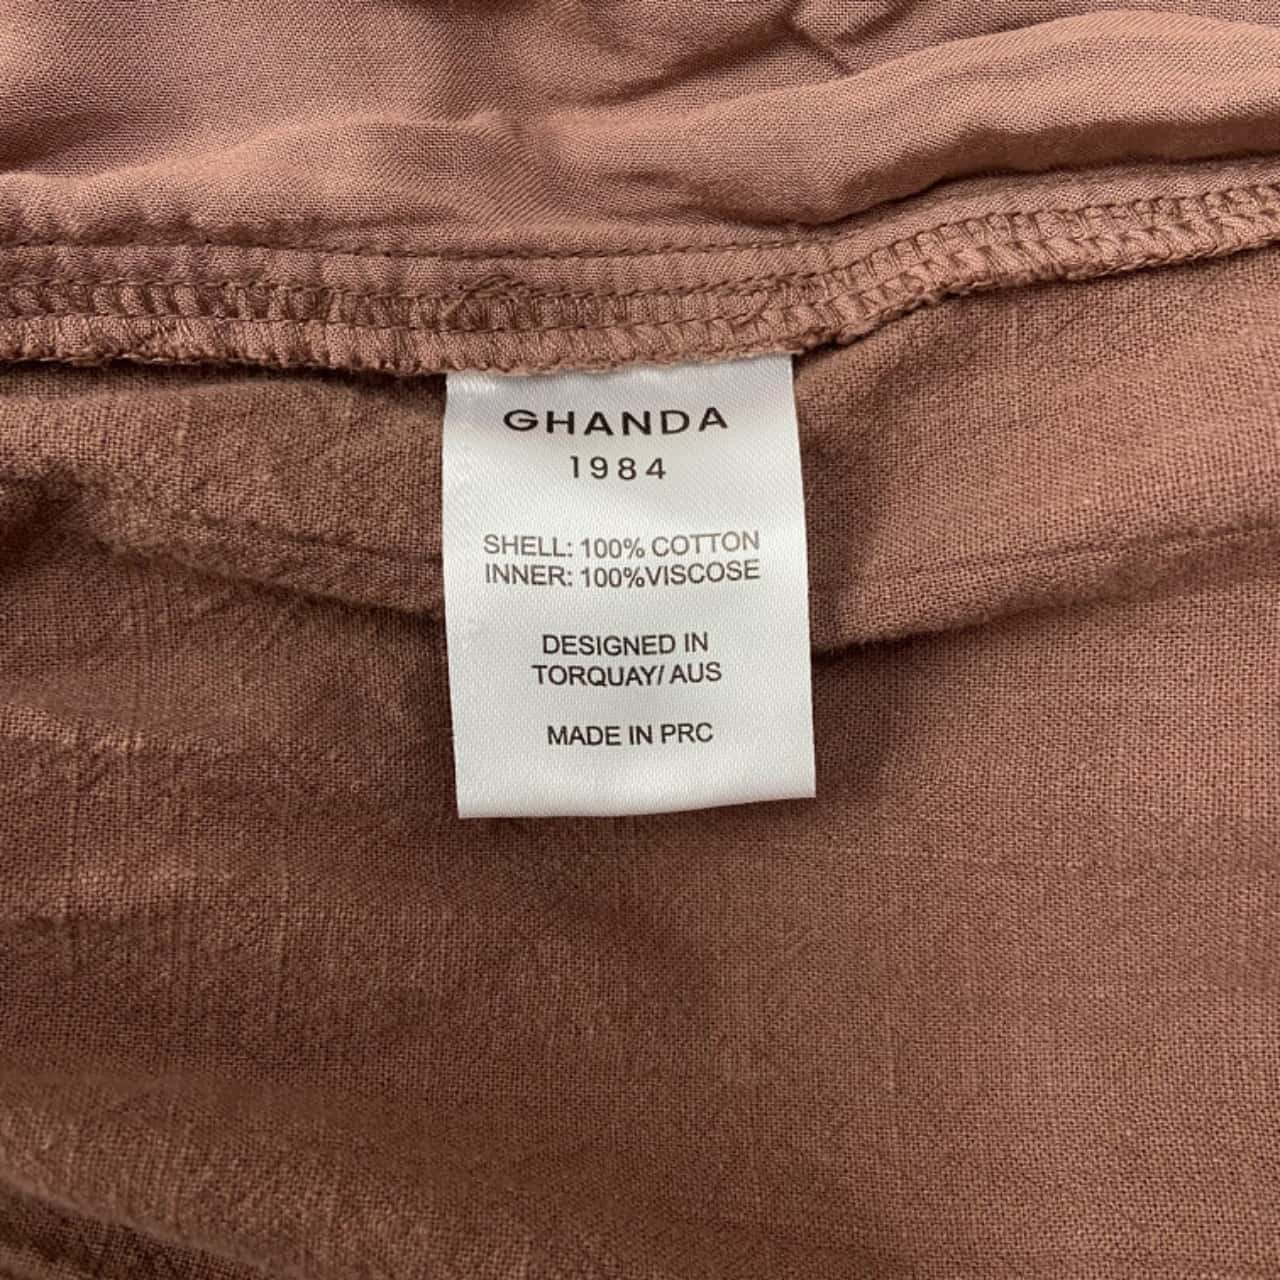 GHANDA
1984
SHELL: 100% COTTON
INNER: 100%VISCOSE
DESIGNED IN
TORQUAY/ AUS
MADE IN PRC